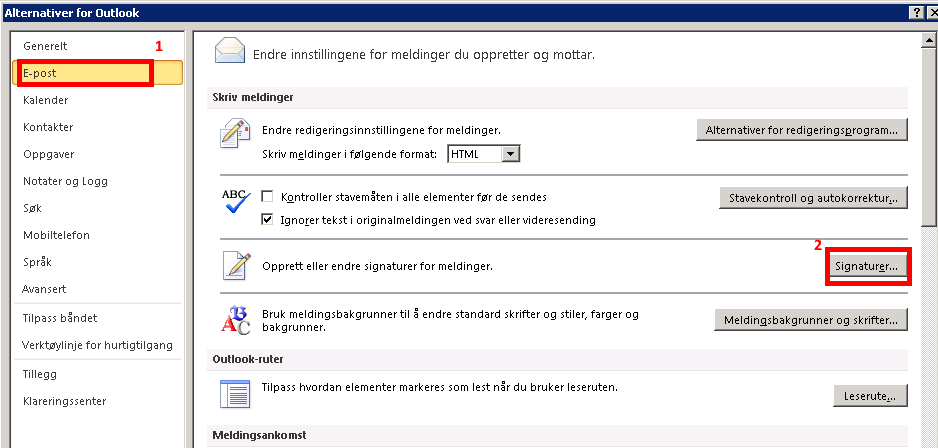 Alternativer for Outlook
Generelt
1
E-post
Kalender
Kontakter
Oppgaver
Notater og Logg
Søk
Mobiltelefon
Språk
Avansert
Tilpass båndet
Verktøylinje for hurtigtilgang
Tillegg
Klareringssenter
Endre innstillingene for meldinger du oppretter og mottar.
Skriv meldinger
Endre redigeringsinnstillingene for meldinger.
Alternativer for redigeringsprogram...
Skriv meldinger i følgende format: HTML
ABC
Kontroller stavemåten i alle elementer før de sendes
Stavekontroll og autokorrektur...
Ignorer tekst i originalmeldingen ved svar eller videresending
2
Opprett eller endre signaturer for meldinger.
Signaturer...
Bruk meldingsbakgrunner til å endre standard skrifter og stiler, farger og
bakgrunner.
Meldingsbakgrunner og skrifter...
Outlook-ruter
Tilpass hvordan elementer markeres som lest når du bruker leseruten.
Leserute...
Meldingsankomst